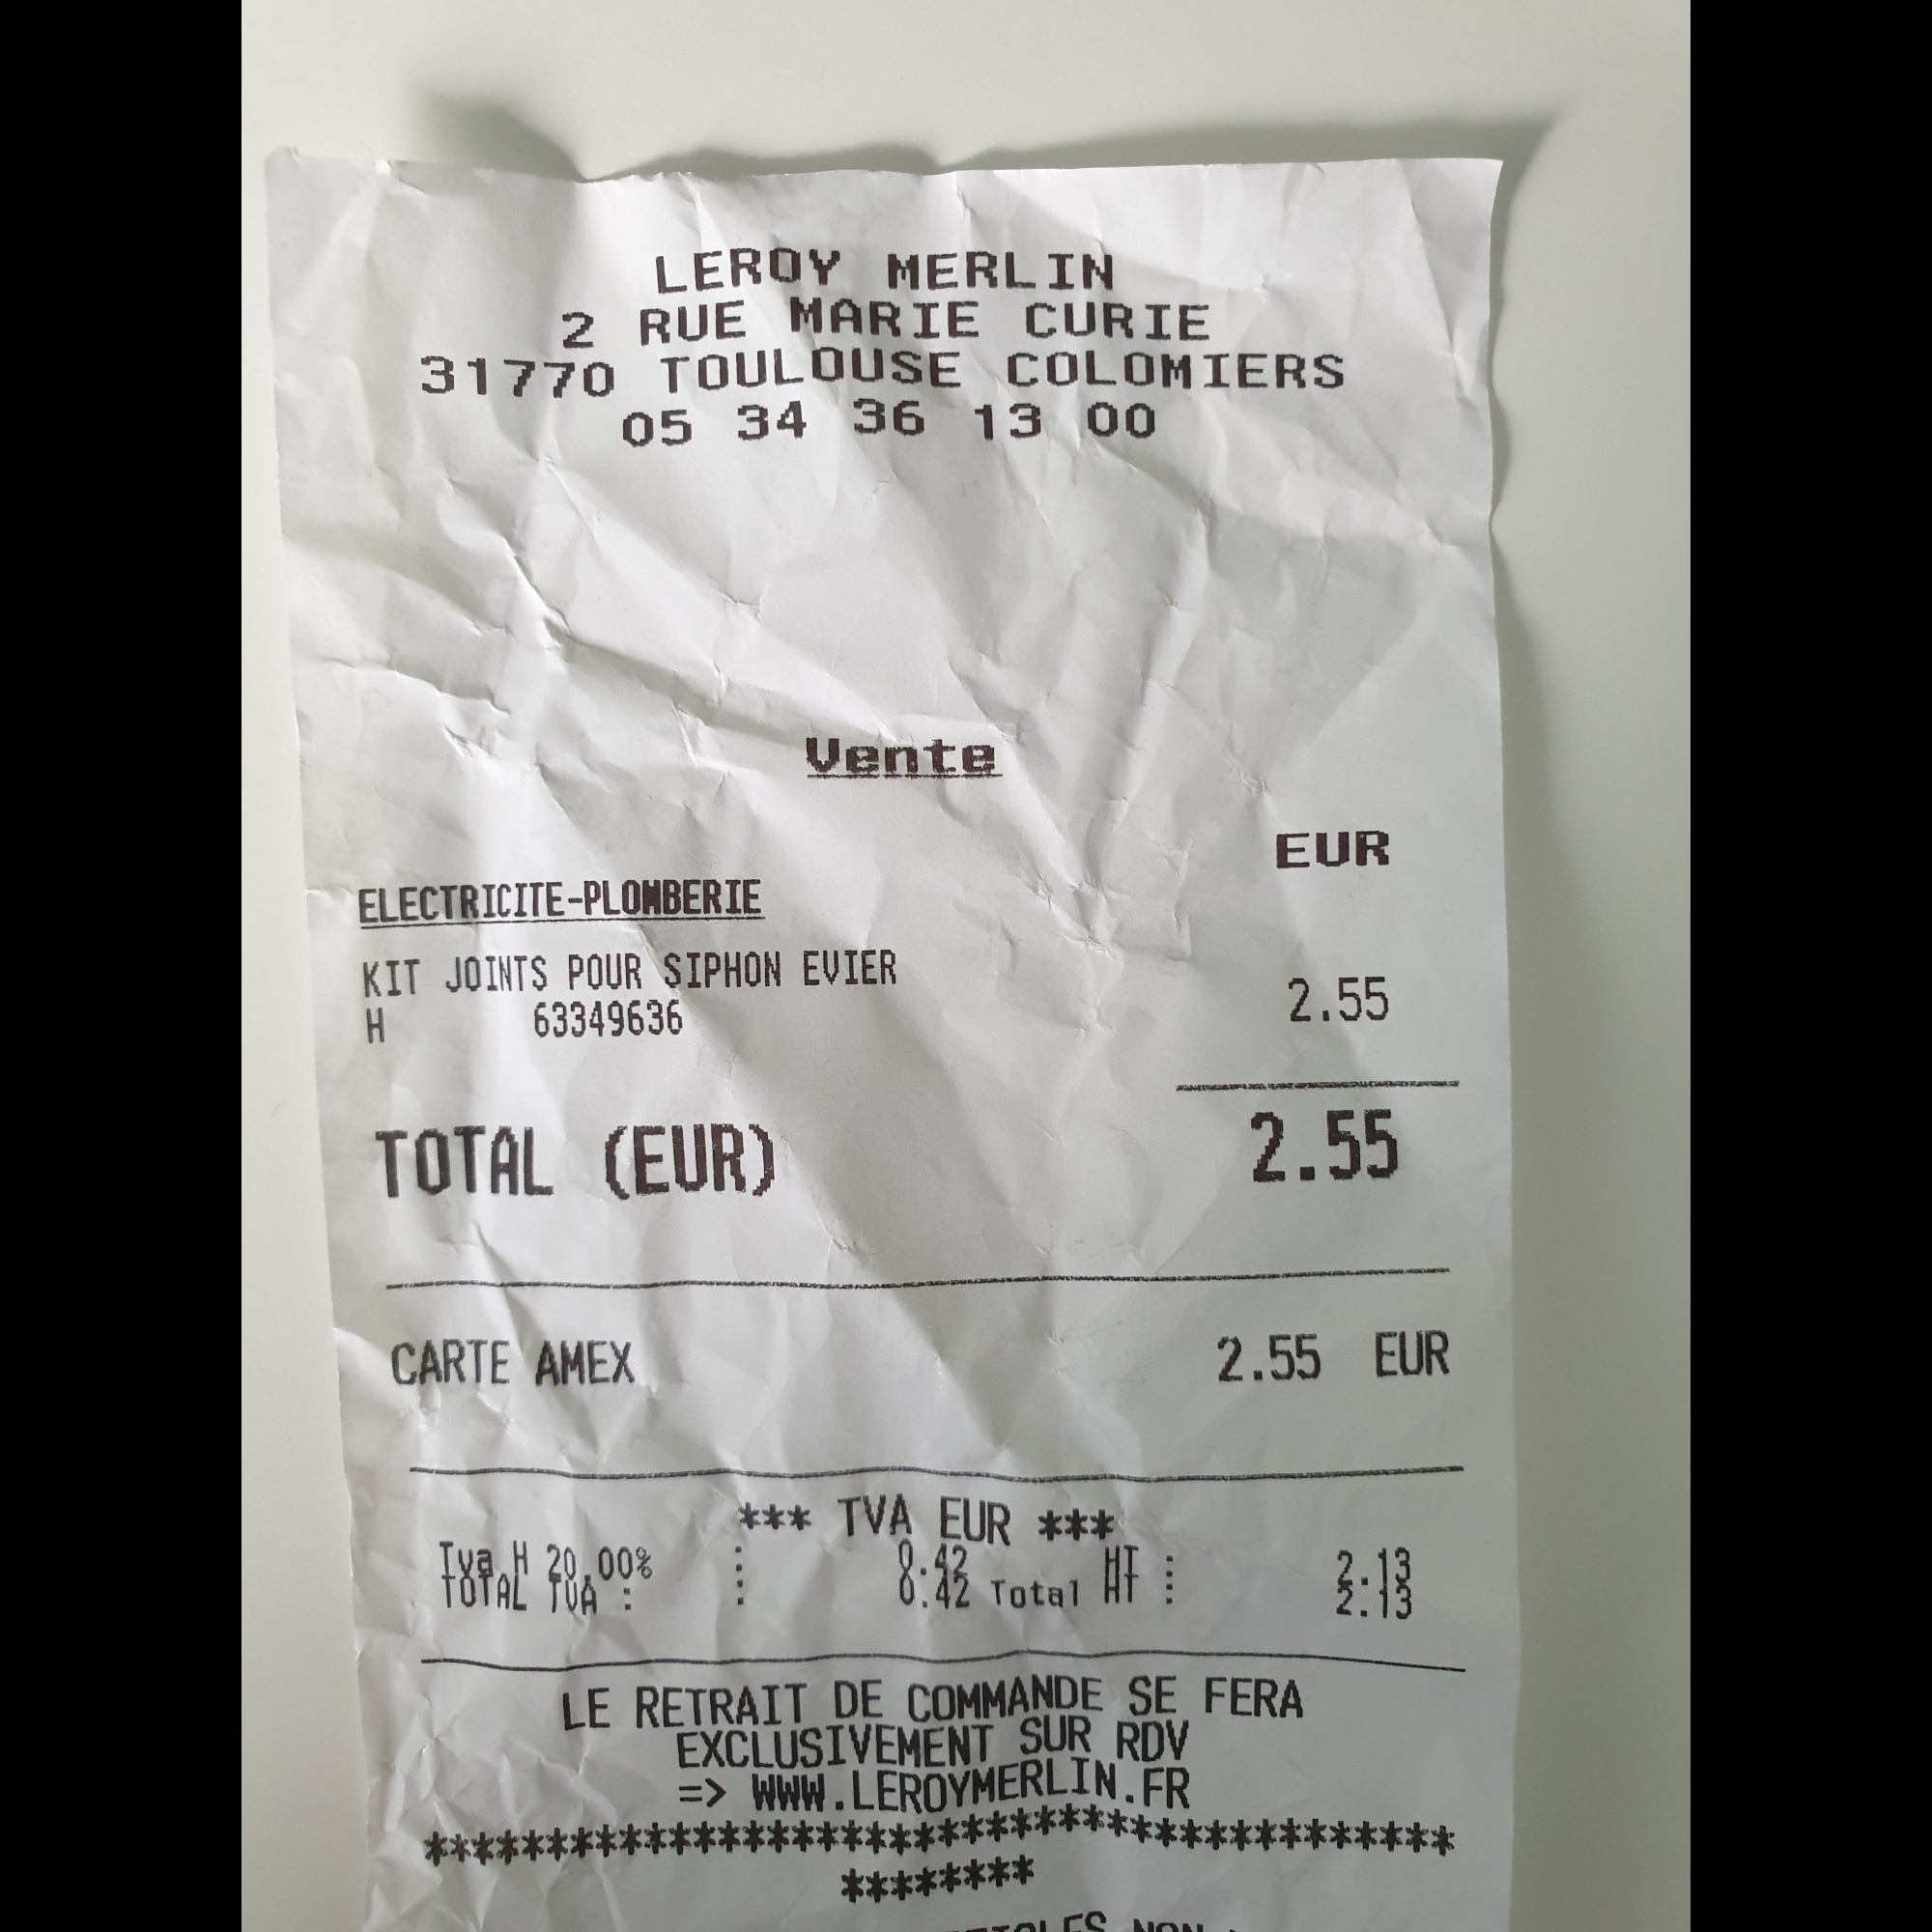 LEROY MERLIN
2 RUE MARIE CURIE
31770 TOULOUSE COLOMIERS
05 34 36 13 00
Vente
EUR
ELECTRICITE-PLOMBERIE
KIT JOINTS POUR SIPHON EVIER
H 63349636 2.55
TOTAL (EUR) 2.55
CARTE AMEX 2.55 EUR
*** TVA EUR ***
Tva H 20.00% : 0.42 HT : 2.13
TOTAL TVA : : 0.42 Total HT : 2.13
LE RETRAIT DE COMMANDE SE FERA
EXCLUSIVEMENT SUR RDV
=> WWW.LEROYMERLIN.FR
******************************************
********
NON